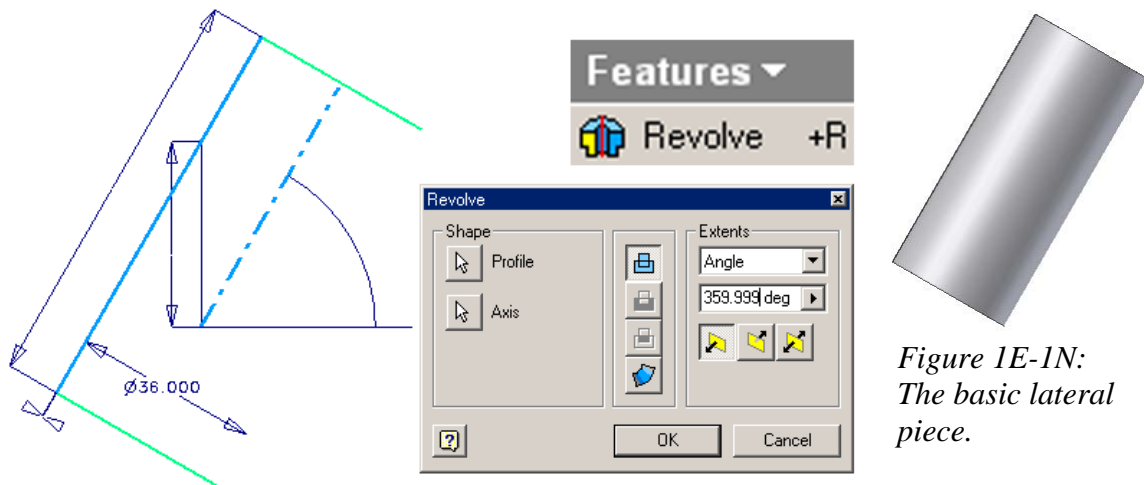 Features
Revolve +R
Revolve
Shape
Profile
Axis
Extents
Angle
359.999 deg
OK
Cancel
Ø36.000
Figure 1E-1N:
The basic lateral
piece.